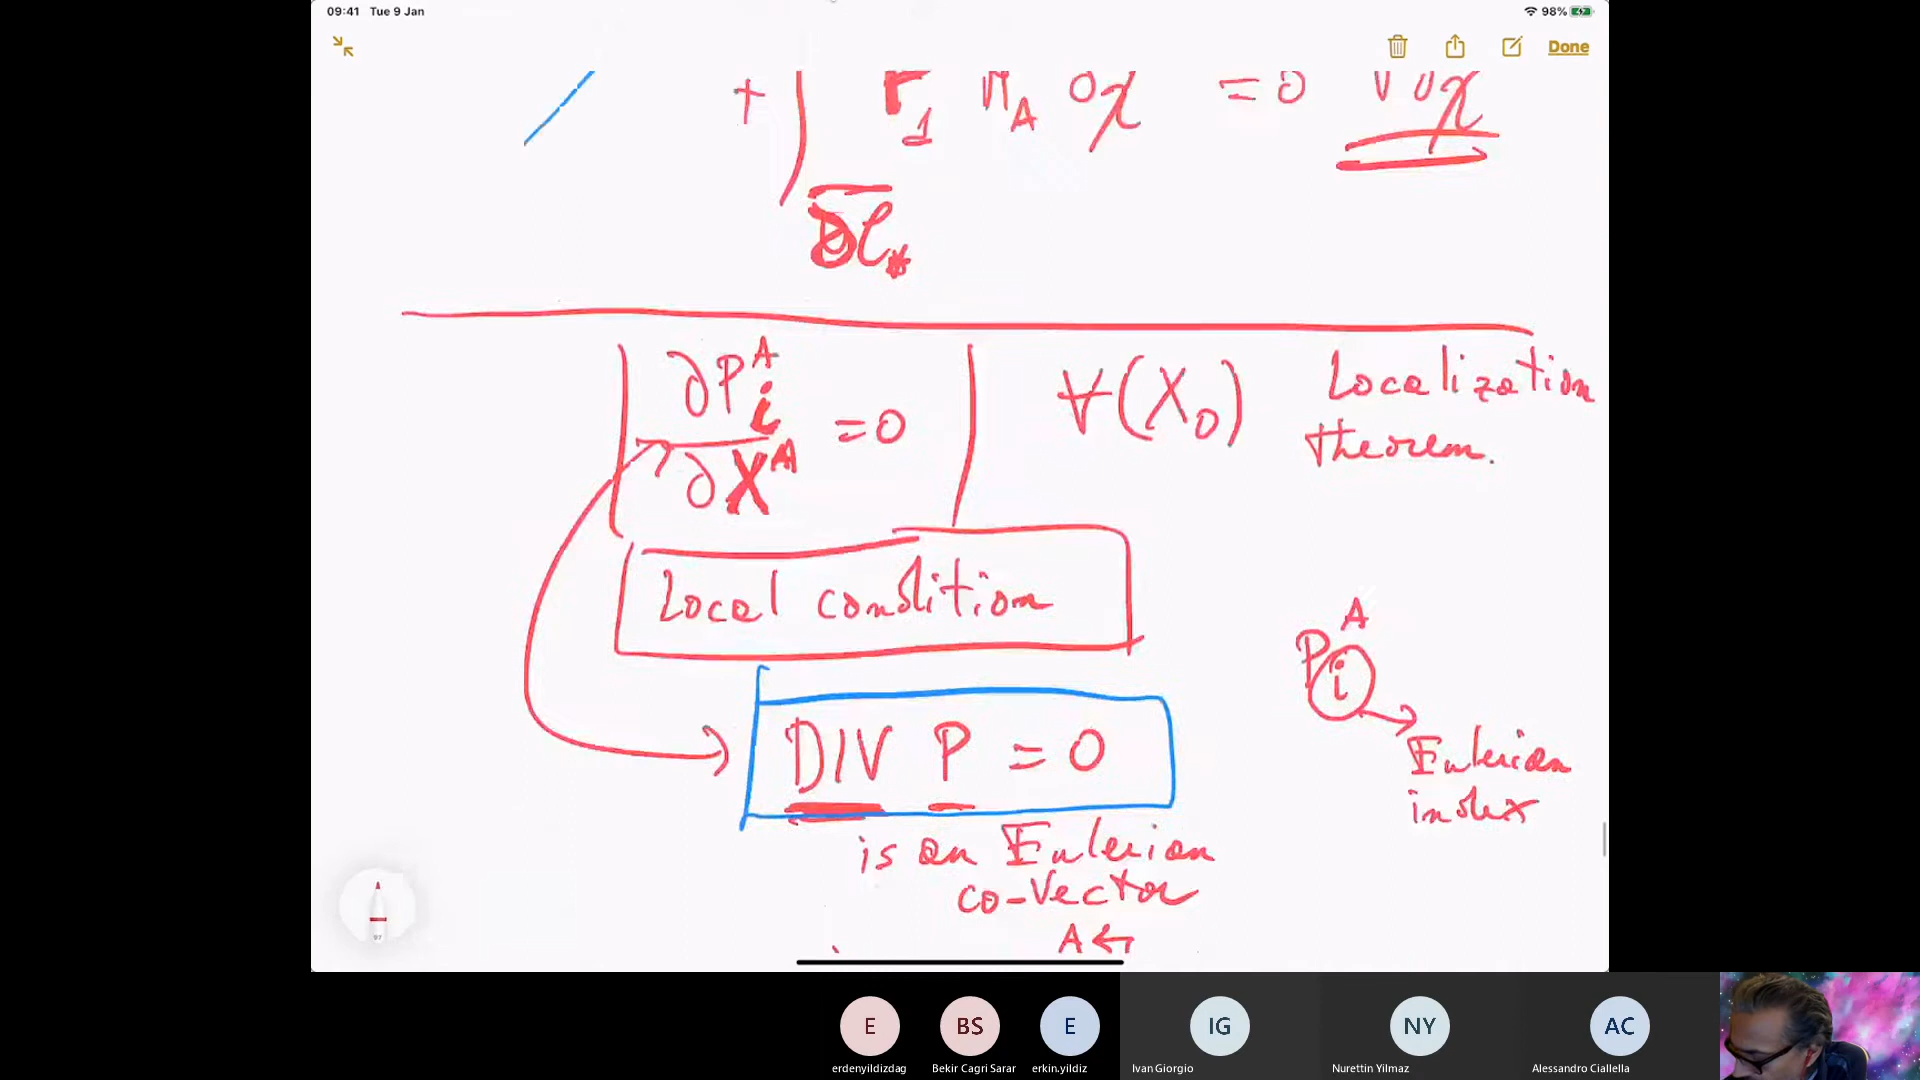 09:41 Tue 9 Jan
98%
Done
= 0
∂P_i^A / ∂X^A = 0
∀(X_0)
Localization
theorem.
Local condition
P_i^A
Eulerian
index
DIV P = 0
is an Eulerian
co-vector
A ↩
97
E
BS
E
IG
NY
AC
erdenyildizdag
Bekir Cagri Sarar
erkin.yildiz
Ivan Giorgio
Nurettin Yilmaz
Alessandro Ciallella